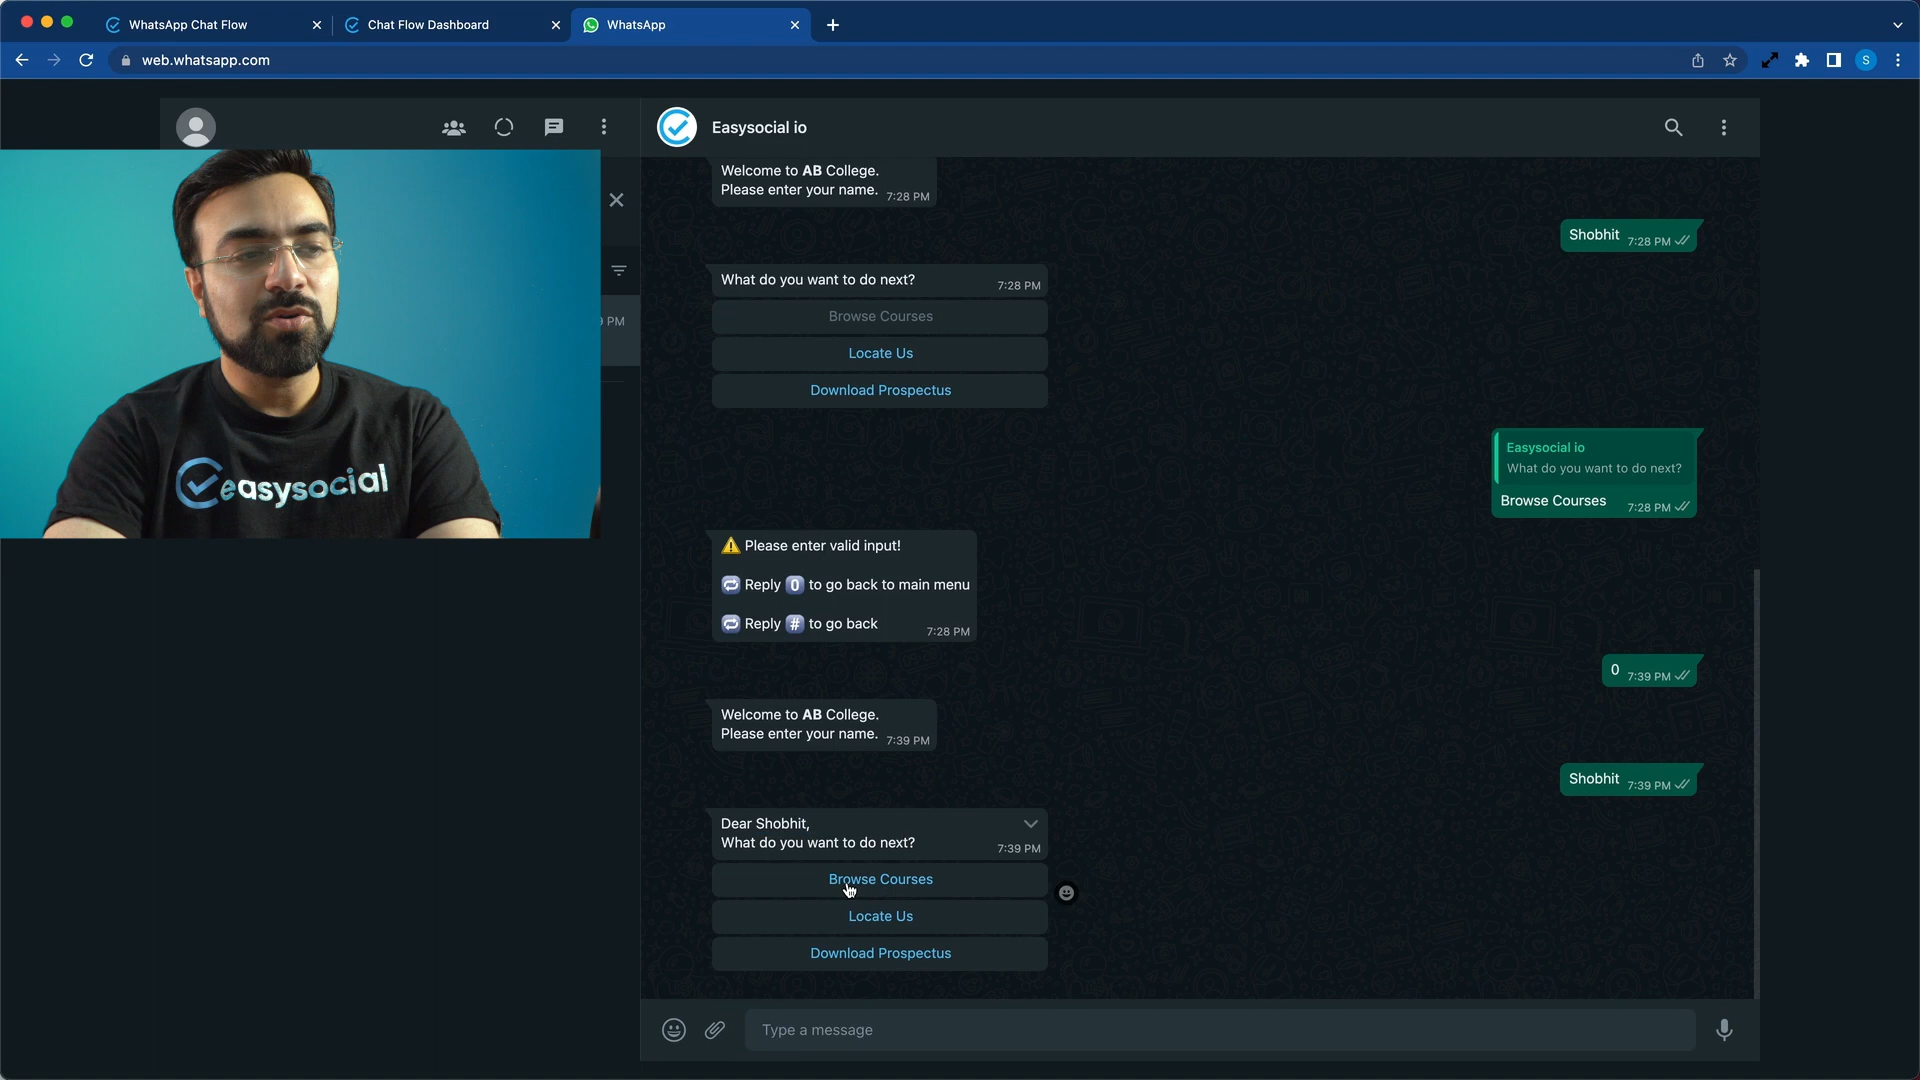 WhatsApp Chat Flow
Chat Flow Dashboard
WhatsApp
web.whatsapp.com
S
Easysocial io
Welcome to AB College.
Please enter your name. 7:28 PM
Shobhit 7:28 PM
What do you want to do next?
7:28 PM
Browse Courses
Locate Us
Download Prospectus
Easysocial io
What do you want to do next?
Browse Courses 7:28 PM
⚠️ Please enter valid input!
🔁 Reply 0️⃣ to go back to main menu
🔁 Reply #️⃣ to go back
7:28 PM
0 7:39 PM
Welcome to AB College.
Please enter your name. 7:39 PM
Shobhit 7:39 PM
Dear Shobhit,
What do you want to do next?
7:39 PM
Browse Courses
Locate Us
Download Prospectus
Type a message
PM
easysocial